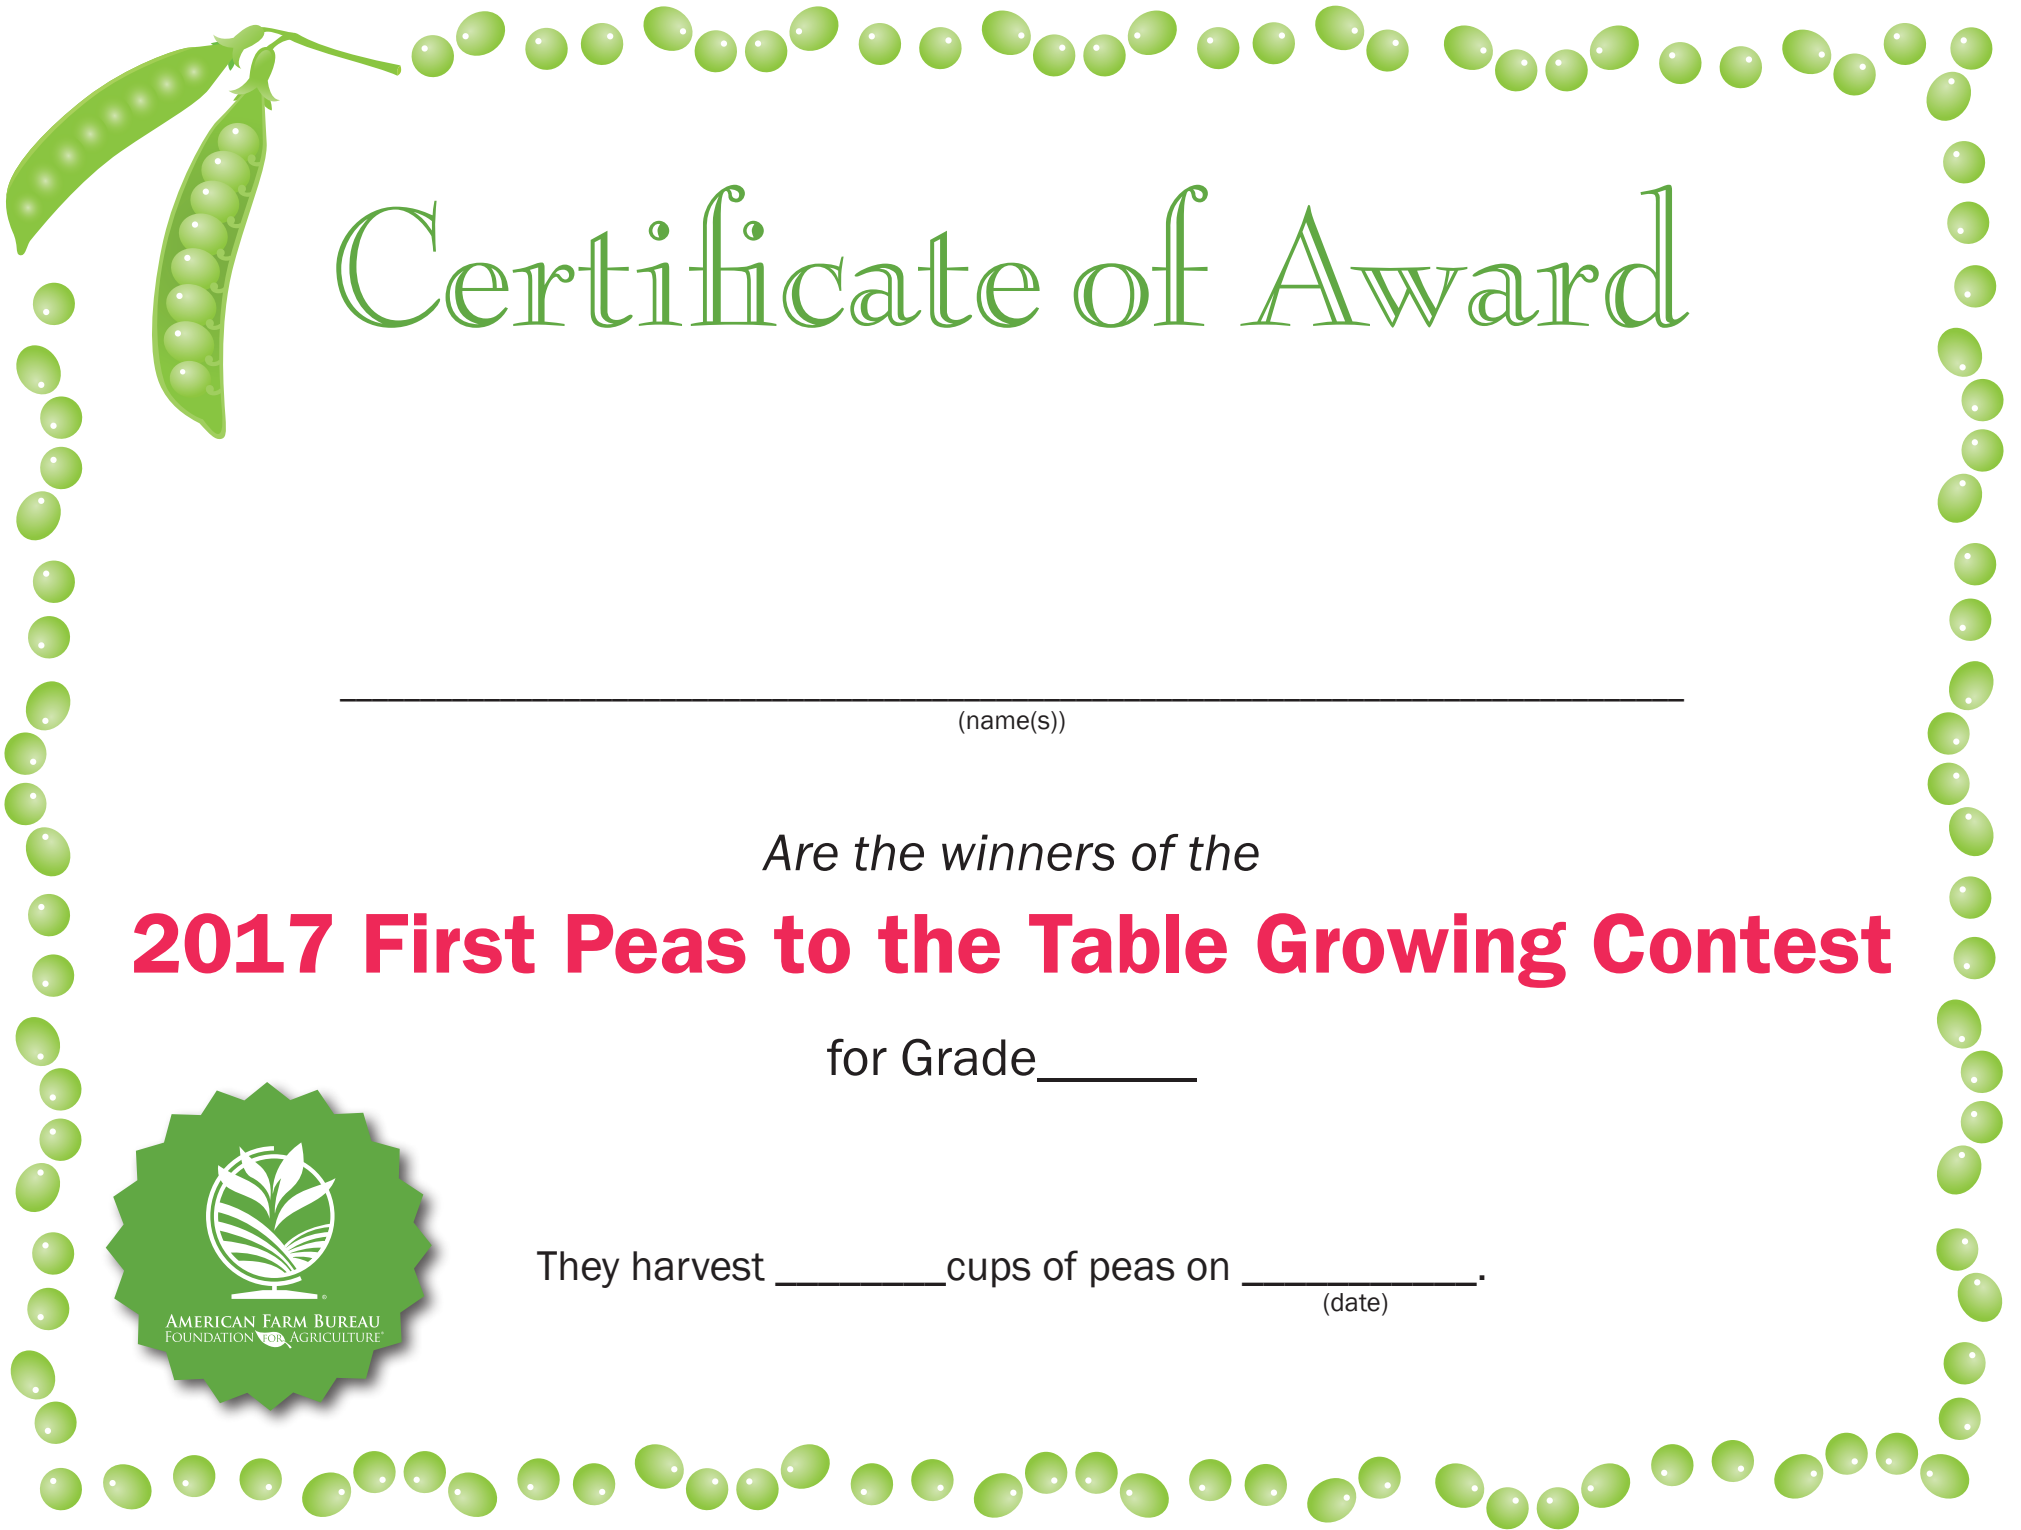 Certificate of Award
________________________________________________
(name(s))
Are the winners of the
2017 First Peas to the Table Growing Contest
for Grade______
They harvest ________cups of peas on ___________.
(date)
AMERICAN FARM BUREAU
FOUNDATION FOR AGRICULTURE®